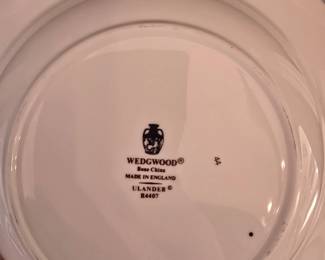 WEDGWOOD®
Bone China
MADE IN ENGLAND
ULANDER ©
R4407